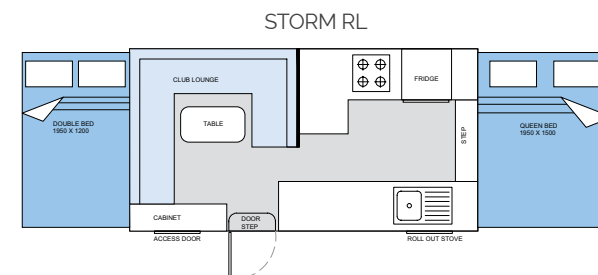 STORM RL
CLUB LOUNGE
FRIDGE
DOUBLE BED
1950 X 1200
TABLE
STEP
QUEEN BED
1950 X 1500
CABINET
DOOR
STEP
ACCESS DOOR
ROLL OUT STOVE